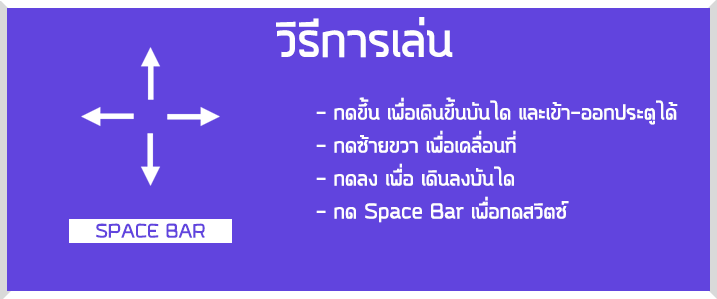 วิธีการเล่น
- กดขึ้น เพื่อเดินขึ้นบันได และเข้า-ออกประตูได้
- กดซ้ายขวา เพื่อเคลื่อนที่
- กดลง เพื่อ เดินลงบันได
- กด Space Bar เพื่อกดสวิตซ์
SPACE BAR